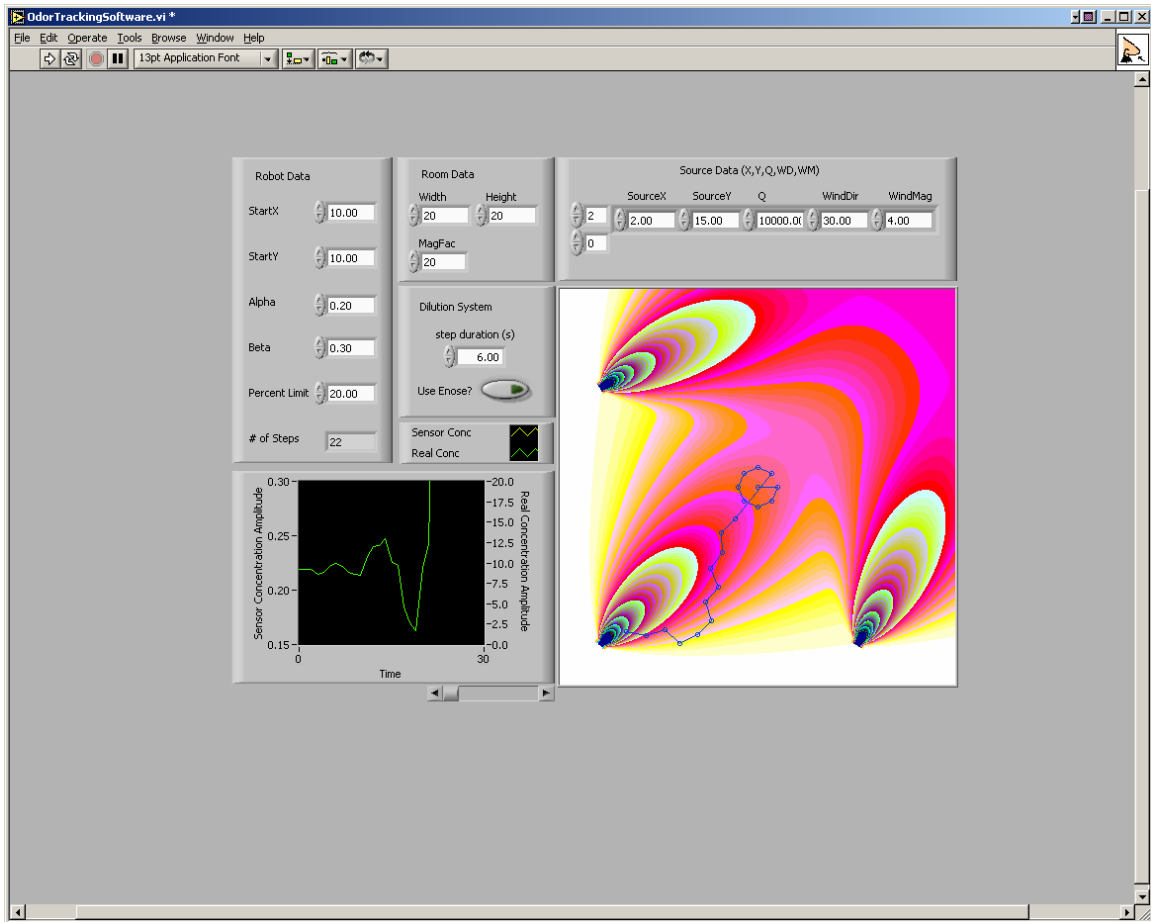 OdorTrackingSoftware.vi *
File Edit Operate Tools Browse Window Help
13pt Application Font
Robot Data
StartX 10.00
StartY 10.00
Alpha 0.20
Beta 0.30
Percent Limit 20.00
# of Steps 22
Room Data
Width Height
20 20
MagFac
20
Source Data (X,Y,Q,WD,WM)
SourceX SourceY Q WindDir WindMag
2 2.00 15.00 10000.0( 30.00 4.00
0
Dilution System
step duration (s)
6.00
Use Enose?
Sensor Conc
Real Conc
Sensor Concentration Amplitude
0.30
0.25
0.20
0.15
20.0
17.5
15.0
12.5
10.0
7.5
5.0
2.5
0.0
Real Concentration Amplitude
0 30
Time